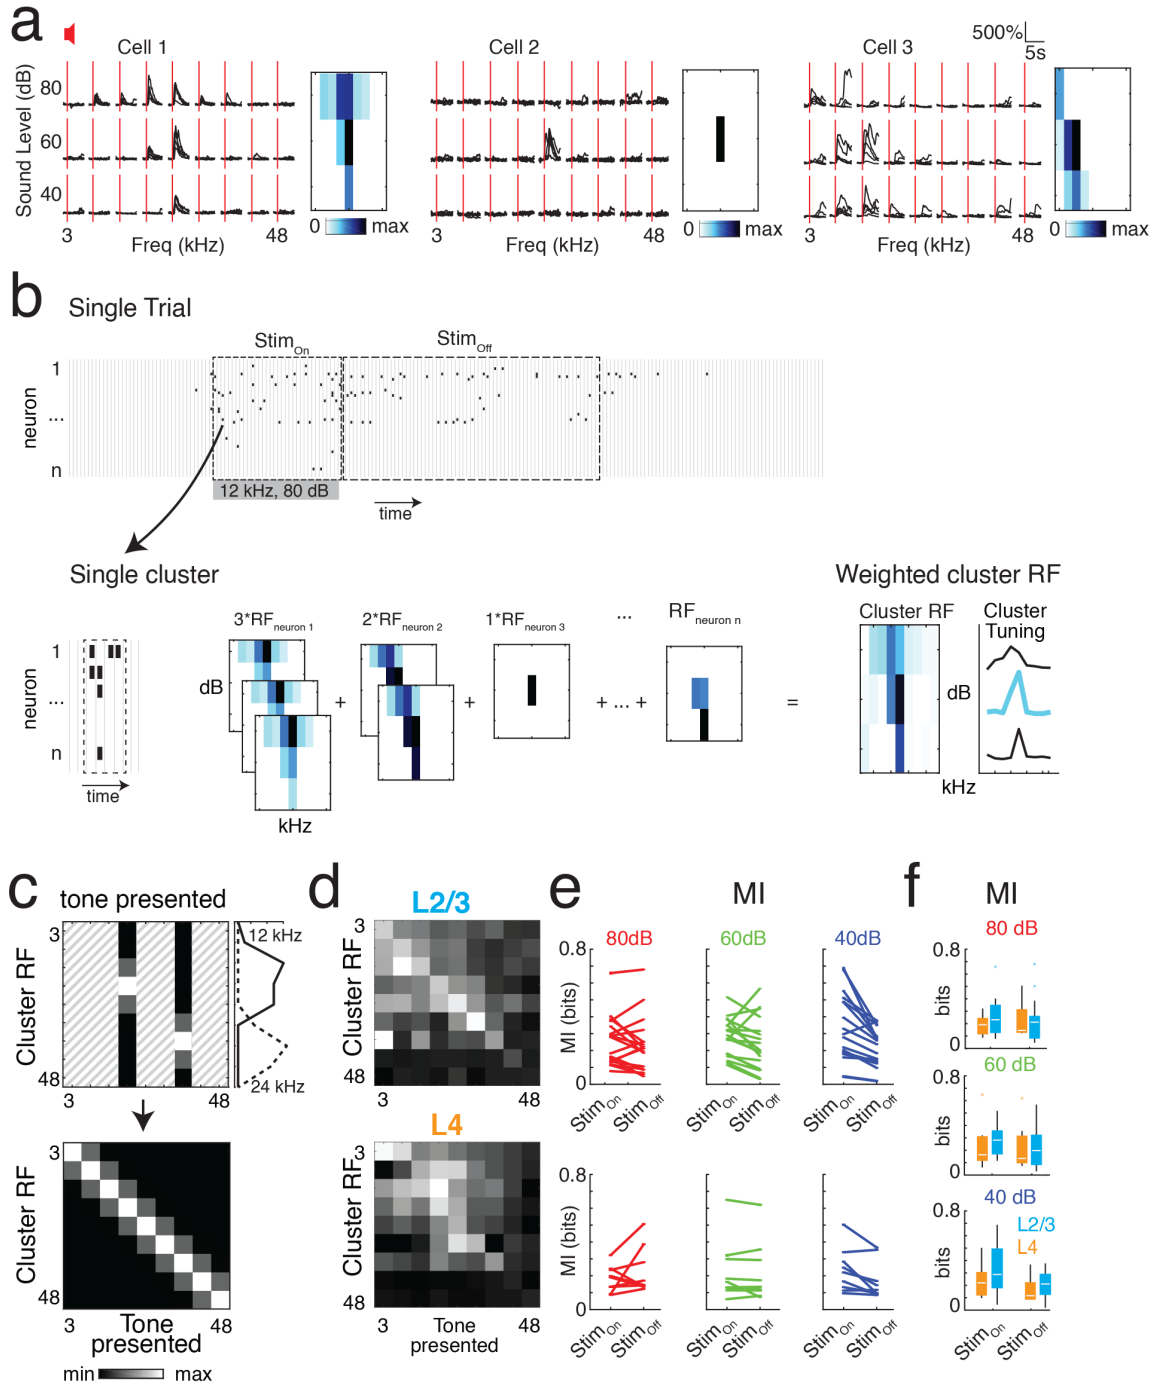 a
Cell 1
Cell 2
Cell 3
500%
5s
Sound Level (dB)
80
60
40
3
48
Freq (kHz)
0
max
3
48
Freq (kHz)
0
max
3
48
Freq (kHz)
0
max
b
Single Trial
StimOn
StimOff
neuron
1
...
n
12 kHz, 80 dB
time
Single cluster
Weighted cluster RF
neuron
1
...
n
time
3*RFneuron 1
2*RFneuron 2
1*RFneuron 3
...
RFneuron n
dB
+
+
+ ... +
=
kHz
Cluster RF
Cluster
Tuning
dB
kHz
c
tone presented
Cluster RF
3
48
12 kHz
24 kHz
3
48
Cluster RF
3
48
3
48
Tone
presented
min
max
d
L2/3
Cluster RF
3
48
3
48
L4
Cluster RF
3
48
3
48
Tone
presented
e
MI
80dB
60dB
40dB
MI (bits)
0.8
0
StimOn
StimOff
StimOn
StimOff
StimOn
StimOff
MI (bits)
0.8
0
StimOn
StimOff
StimOn
StimOff
StimOn
StimOff
f
MI
80 dB
0.8
bits
0
60 dB
0.8
bits
0
40 dB
0.8
bits
0
L2/3
L4
StimOn
StimOff